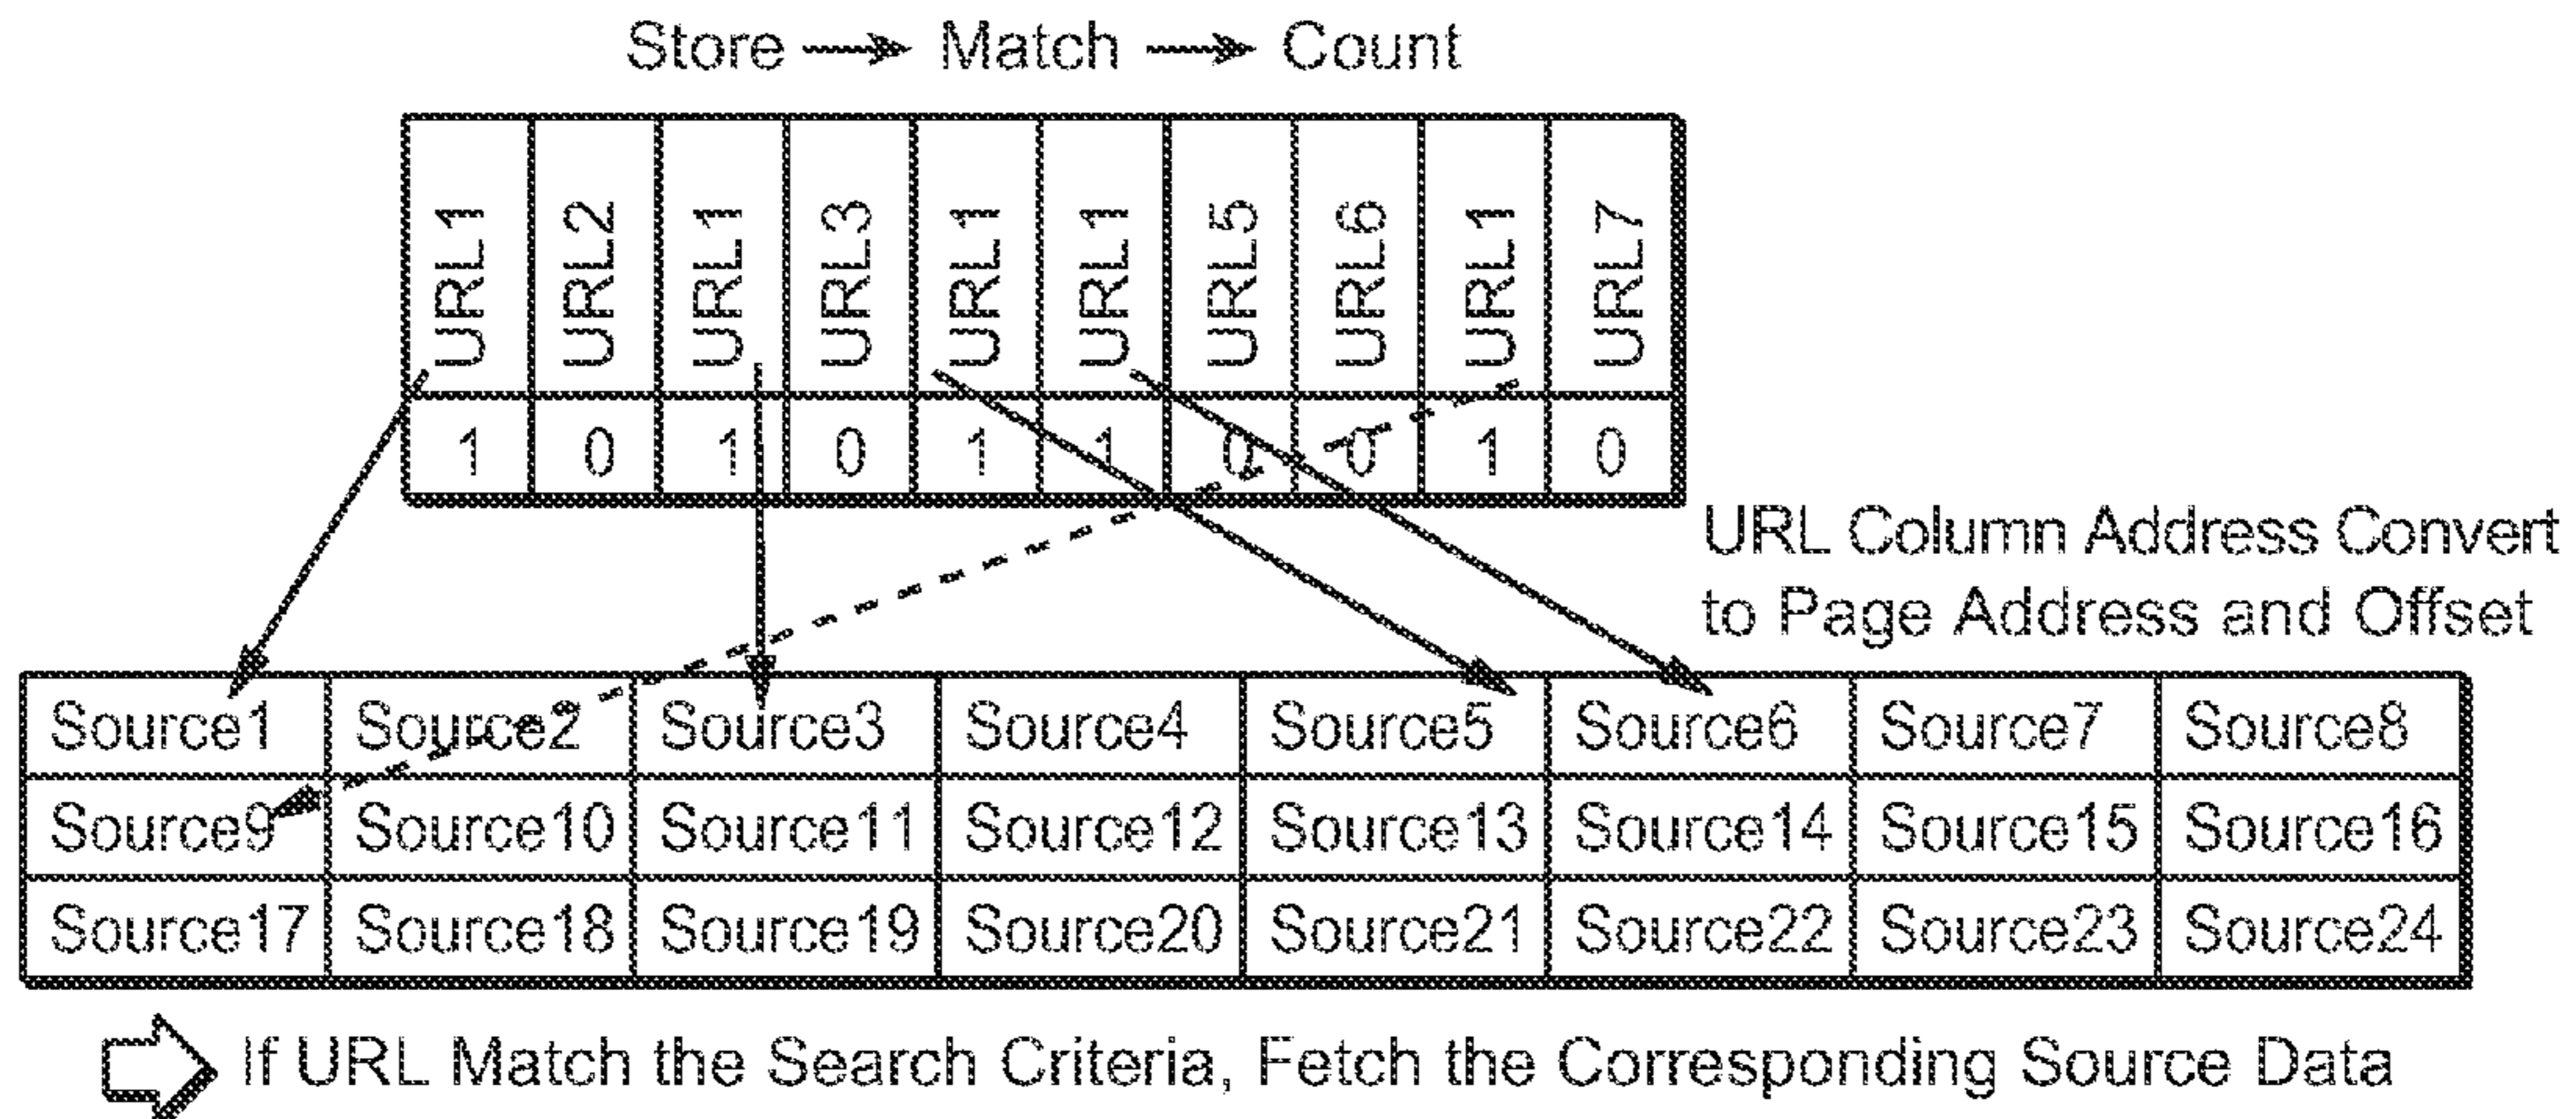 Store → Match → Count
URL1 URL2 URL1 URL3 URL1 URL1 URL5 URL6 URL1 URL7
1 0 1 0 1 1 0 0 1 0
URL Column Address Convert
to Page Address and Offset
Source1 Source2 Source3 Source4 Source5 Source6 Source7 Source8
Source9 Source10 Source11 Source12 Source13 Source14 Source15 Source16
Source17 Source18 Source19 Source20 Source21 Source22 Source23 Source24
If URL Match the Search Criteria, Fetch the Corresponding Source Data